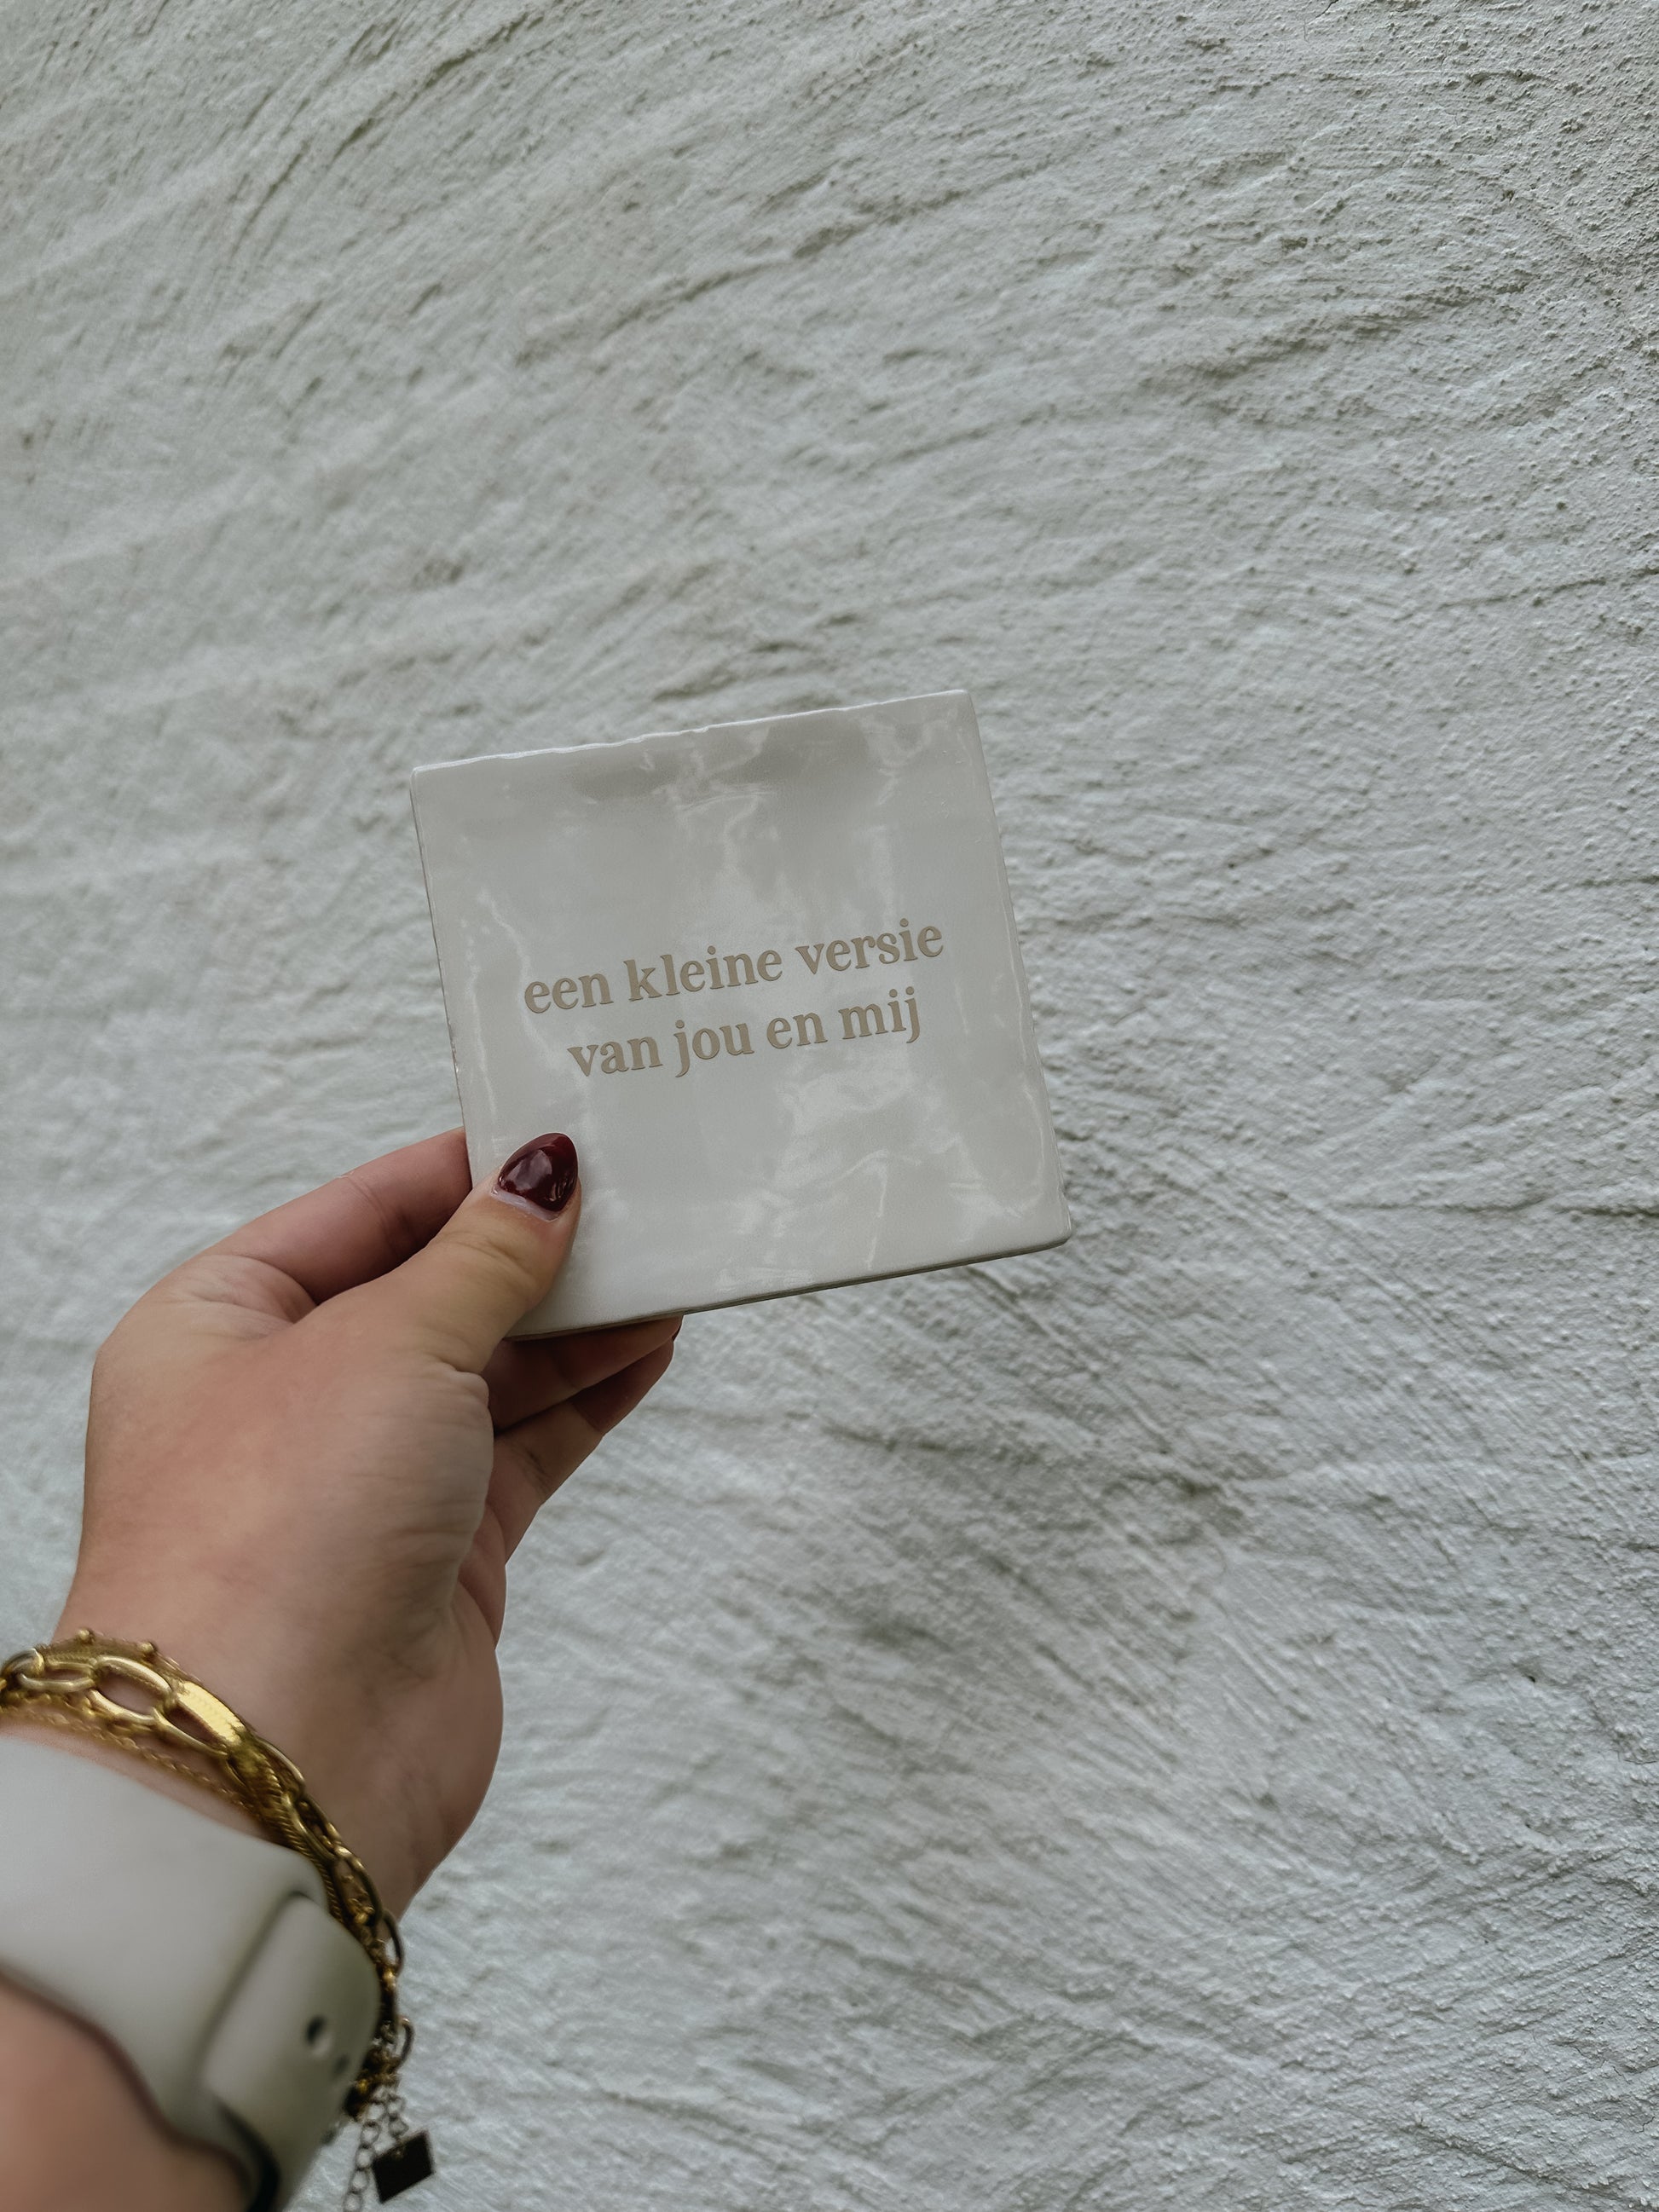 een kleine versie
van jou en mij